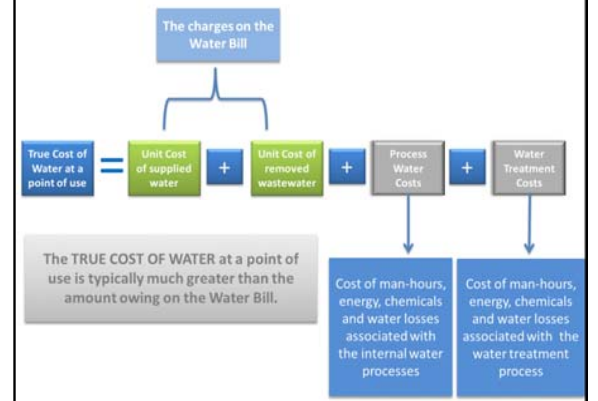 The charges on the
Water Bill
True Cost of
Water at a
point of use
=
Unit Cost
of supplied
water
+
Unit Cost of
removed
wastewater
+
Process
Water
Costs
+
Water
Treatment
Costs
The TRUE COST OF WATER at a point of
use is typically much greater than the
amount owing on the Water Bill.
Cost of man-hours,
energy, chemicals
and water losses
associated with
the internal water
processes
Cost of man-hours,
energy, chemicals
and water losses
associated with the
water treatment
process